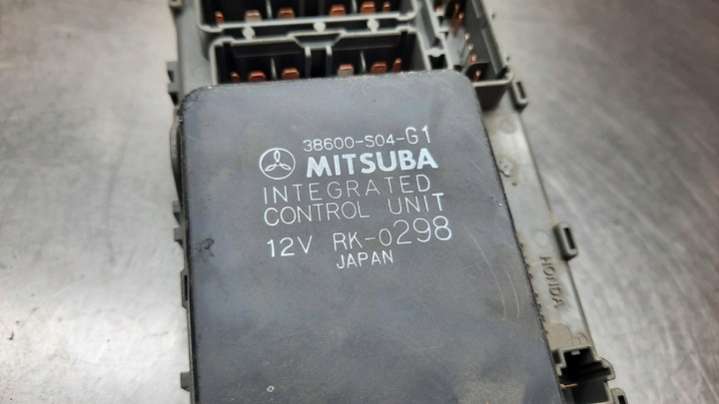 38600-S04-G1
MITSUBA
INTEGRATED
CONTROL UNIT
12V RK-0298
JAPAN
HONDA